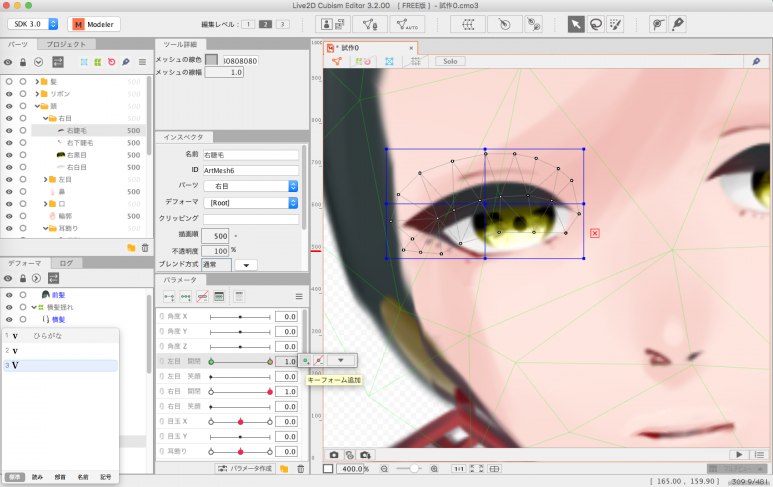 Live2D Cubism Editor 3.2.00 [ FREE版 ] - 試作0.cmo3
SDK 3.0
Modeler
編集レベル : 1 2 3
AUTO
パーツ プロジェクト
髪 500
リボン 500
頭 500
右目 500
右睫毛 500
右下睫毛 500
右黒目 500
右白目 500
左目 500
鼻 500
口 500
輪郭 500
耳飾り 500
デフォーマ ログ
前髪
横髪揺れ
横髪
1 v ひらがな
2 v
3 V
標準 読み 部首 名前 記号
ツール詳細
メッシュの線色 I0808080
メッシュの線幅 1.0
インスペクタ
名前 右睫毛
ID ArtMesh6
パーツ 右目
デフォーマ [Root]
クリッピング
描画順 500
不透明度 100 %
ブレンド方式 通常
パラメータ
角度 X 0.0
角度 Y 0.0
角度 Z 0.0
左目 開閉 1.0
左目 笑顔 0.0
右目 開閉 1.0
右目 笑顔 0.0
目玉 X 0.0
目玉 Y 0.0
耳飾り 0.0
パラメータ作成
キーフォーム追加
* 試作0
Solo
1000
900
800
700
600
500
400
300
200
100
0
400.0 %
1:1
[ 165.00 , 159.90 ] 309.9/481